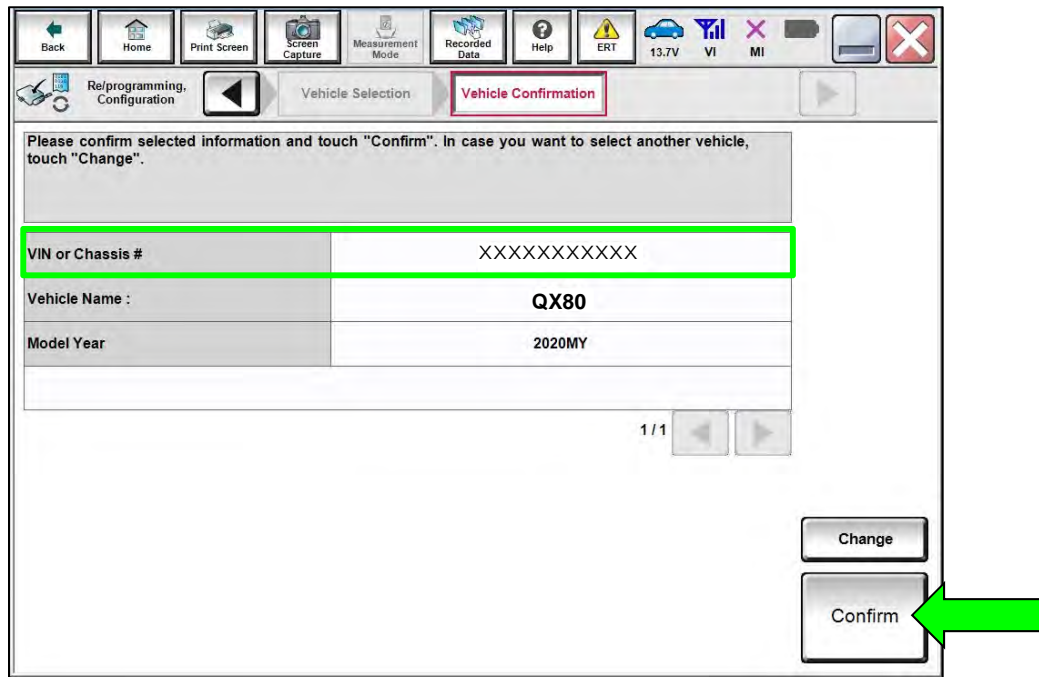 Back
Home
Print Screen
Screen
Capture
Measurement
Mode
Recorded
Data
Help
ERT
13.7V
VI
MI
Re/programming,
Configuration
Vehicle Selection
Vehicle Confirmation
Please confirm selected information and touch "Confirm". In case you want to select another vehicle,
touch "Change".
VIN or Chassis #
XXXXXXXXXXX
Vehicle Name :
QX80
Model Year
2020MY
1/1
Change
Confirm